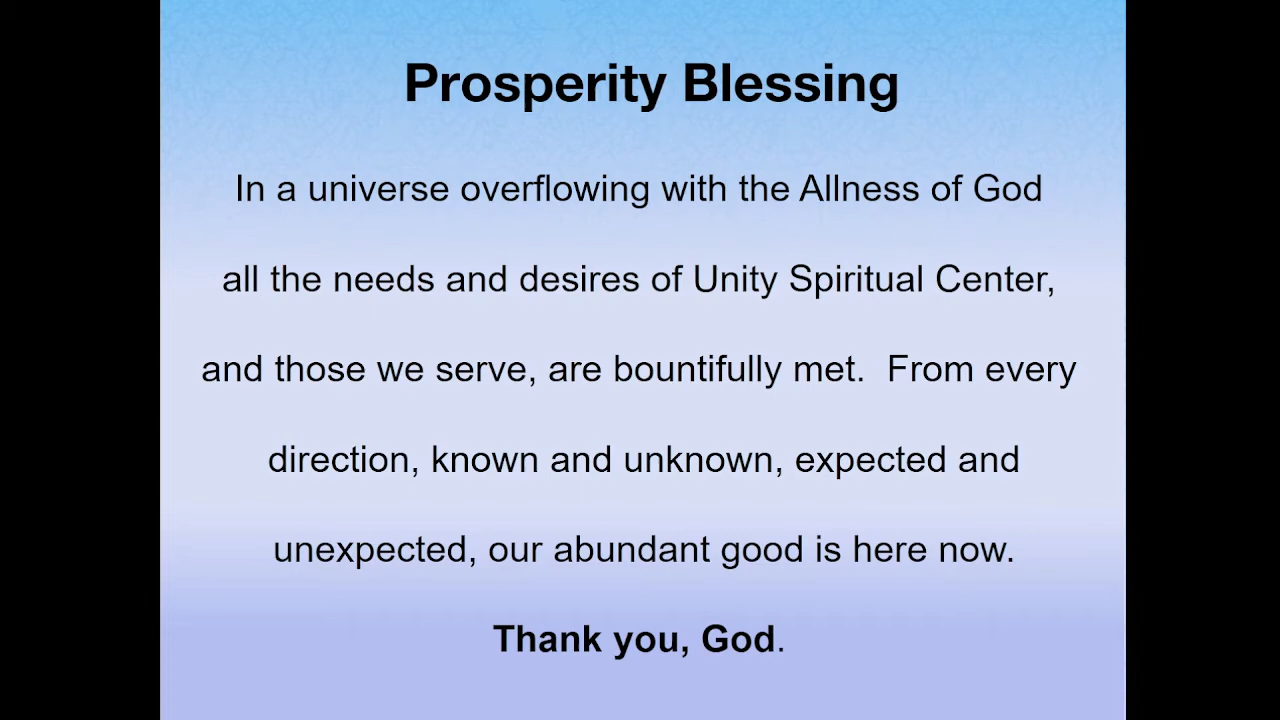 Prosperity Blessing
In a universe overflowing with the Allness of God
all the needs and desires of Unity Spiritual Center,
and those we serve, are bountifully met.  From every
direction, known and unknown, expected and
unexpected, our abundant good is here now.
Thank you, God.